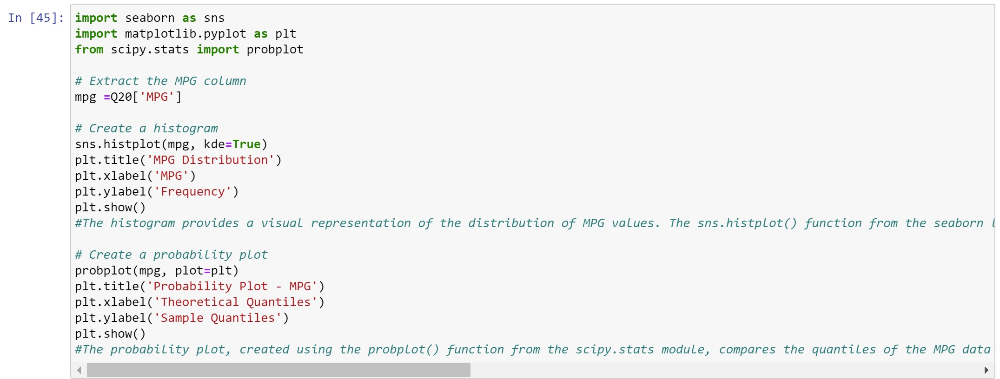 In [45]:
import seaborn as sns
import matplotlib.pyplot as plt
from scipy.stats import probplot
# Extract the MPG column
mpg =Q20['MPG']
# Create a histogram
sns.histplot(mpg, kde=True)
plt.title('MPG Distribution')
plt.xlabel('MPG')
plt.ylabel('Frequency')
plt.show()
#The histogram provides a visual representation of the distribution of MPG values. The sns.histplot() function from the seaborn
# Create a probability plot
probplot(mpg, plot=plt)
plt.title('Probability Plot - MPG')
plt.xlabel('Theoretical Quantiles')
plt.ylabel('Sample Quantiles')
plt.show()
#The probability plot, created using the probplot() function from the scipy.stats module, compares the quantiles of the MPG data